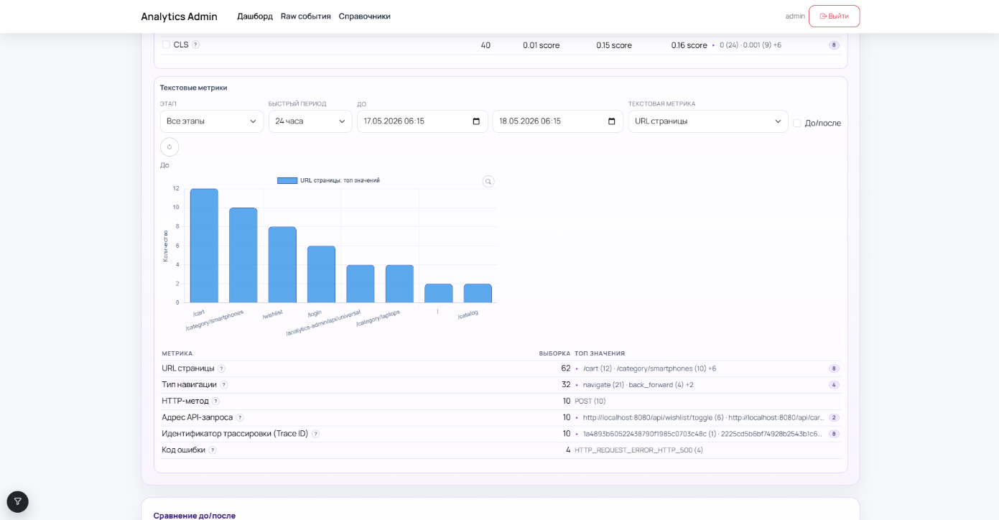 Analytics Admin Дашборд Raw события Справочники admin Выйти
CLS ? 40 0.01 score 0.15 score 0.16 score 0 (24) · 0.001 (9) +6 8
Текстовые метрики
ЭТАП БЫСТРЫЙ ПЕРИОД ДО ТЕКСТОВАЯ МЕТРИКА
Все этапы 24 часа 17.05.2026 06:15 18.05.2026 06:15 URL страницы До/после
До
URL страницы: топ значений
12
10
8
6
4
2
0
Количество
/cart /category/smartphones /wishlist /login /analytics-admin/api/universal /category/laptops / /catalog
МЕТРИКА ВЫБОРКА ТОП ЗНАЧЕНИЯ
URL страницы ? 62 /cart (12) · /category/smartphones (10) +6 8
Тип навигации ? 32 navigate (21) · back_forward (4) +2 4
HTTP-метод ? 10 POST (10)
Адрес API-запроса ? 10 http://localhost:8080/api/wishlist/toggle (6) · http://localhost:8080/api/car... 2
Идентификатор трассировки (Trace ID) ? 10 1a4893b60522438790f1985c0703c48c (1) · 2225cd5b6bf74928b2543b1c6... 8
Код ошибки ? 4 HTTP_REQUEST_ERROR_HTTP_500 (4)
Сравнение до/после